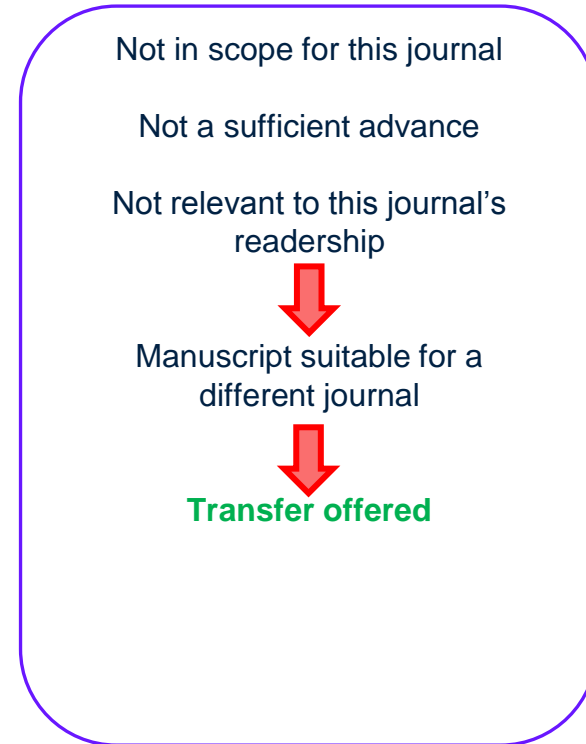 Not in scope for this journal
Not a sufficient advance
Not relevant to this journal’s
readership
Manuscript suitable for a
different journal
Transfer offered